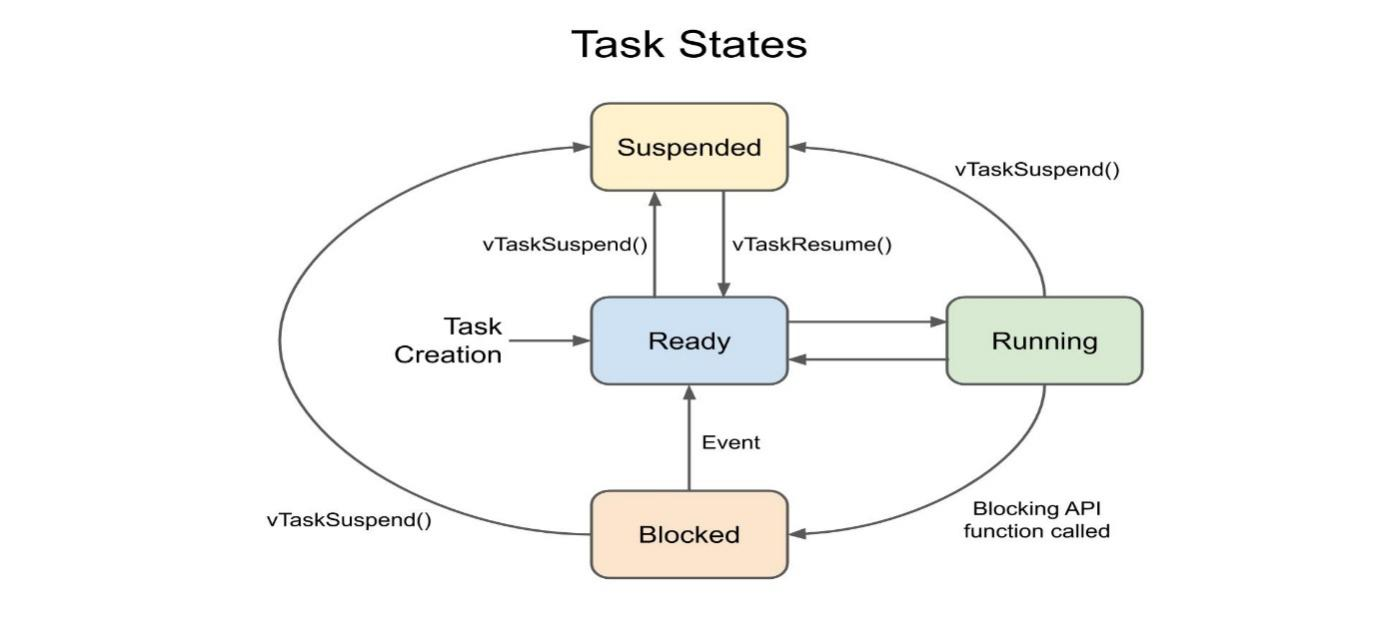 Task States
Suspended
vTaskSuspend()
vTaskSuspend()
vTaskResume()
Task
Creation
Ready
Running
Event
vTaskSuspend()
Blocked
Blocking API
function called